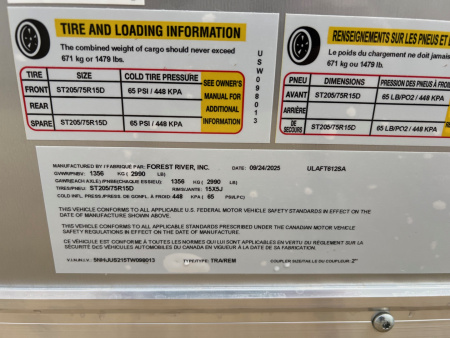 TIRE AND LOADING INFORMATION
The combined weight of cargo should never exceed
671 kg or 1479 lb.
TIRE SIZE COLD TIRE PRESSURE SEE OWNER'S MANUAL FOR ADDITIONAL INFORMATION
FRONT ST205/75R15D 65 PSI / 448 KPA
REAR
SPARE ST205/75R15D 65 PSI / 448 KPA
USW098013
RENSEIGNEMENTS SUR LES PNEUS ET
Le poids du chargement ne doit jamais
671 kg ou 1479 lb.
PNEU DIMENSIONS PRESSION DES PNEUS À FROID
AVANT ST205/75R15D 65 LB/PO2 / 448 KPA
ARRIÈRE
DE SECOURS ST205/75R15D 65 LB/PO2 / 448 KPA
MANUFACTURED BY / FABRIQUÉ PAR: FOREST RIVER, INC. DATE: 09/24/2025 ULAFT612SA
GVWR/PNBV: 1356 KG ( 2990 LB)
GAWR(EACH AXLE)/PNBE(CHAQUE ESSIEU): 1356 KG ( 2990 LB)
TIRES/PNEU: ST205/75R15D RIMS/JANTE: 15X5J
COLD INFL. PRESS./PRESS. DE GONFL. À FROID: 448 (KPA) 65 PSI(LPC)
THIS VEHICLE CONFORMS TO ALL APPLICABLE U.S. FEDERAL MOTOR VEHICLE SAFETY STANDARDS IN EFFECT ON THE
DATE OF MANUFACTURE SHOWN ABOVE.
THIS VEHICLE CONFORMS TO ALL APPLICABLE STANDARDS PRESCRIBED UNDER THE CANADIAN MOTOR VEHICLE
SAFETY REGULATIONS IN EFFECT ON THE DATE OF MANUFACTURE.
CE VÉHICULE EST CONFORME À TOUTES LES NORMES QUI LUI SONT APPLICABLES EN VERTU DU RÈGLEMENT SUR LA
SÉCURITÉ DES VÉHICULES AUTOMOBILES DU CANADA EN VIGUEUR À LA DATE DE SA FABRICATION.
V.I.N./N.I.V.: 5NHJUS215TW098013 TYPE/TYPE: TRA/REM COUPLER SIZE/TAILLE DU COUPLEUR: 2"